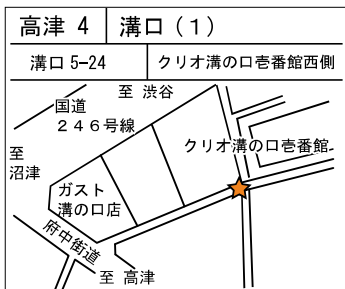 高津 4 溝口（1）
溝口 5-24 クリオ溝の口壱番館西側
至 渋谷
国道
２４６号線
至
沼津
クリオ溝の口壱番館
ガスト
溝の口店
府中街道
至 高津